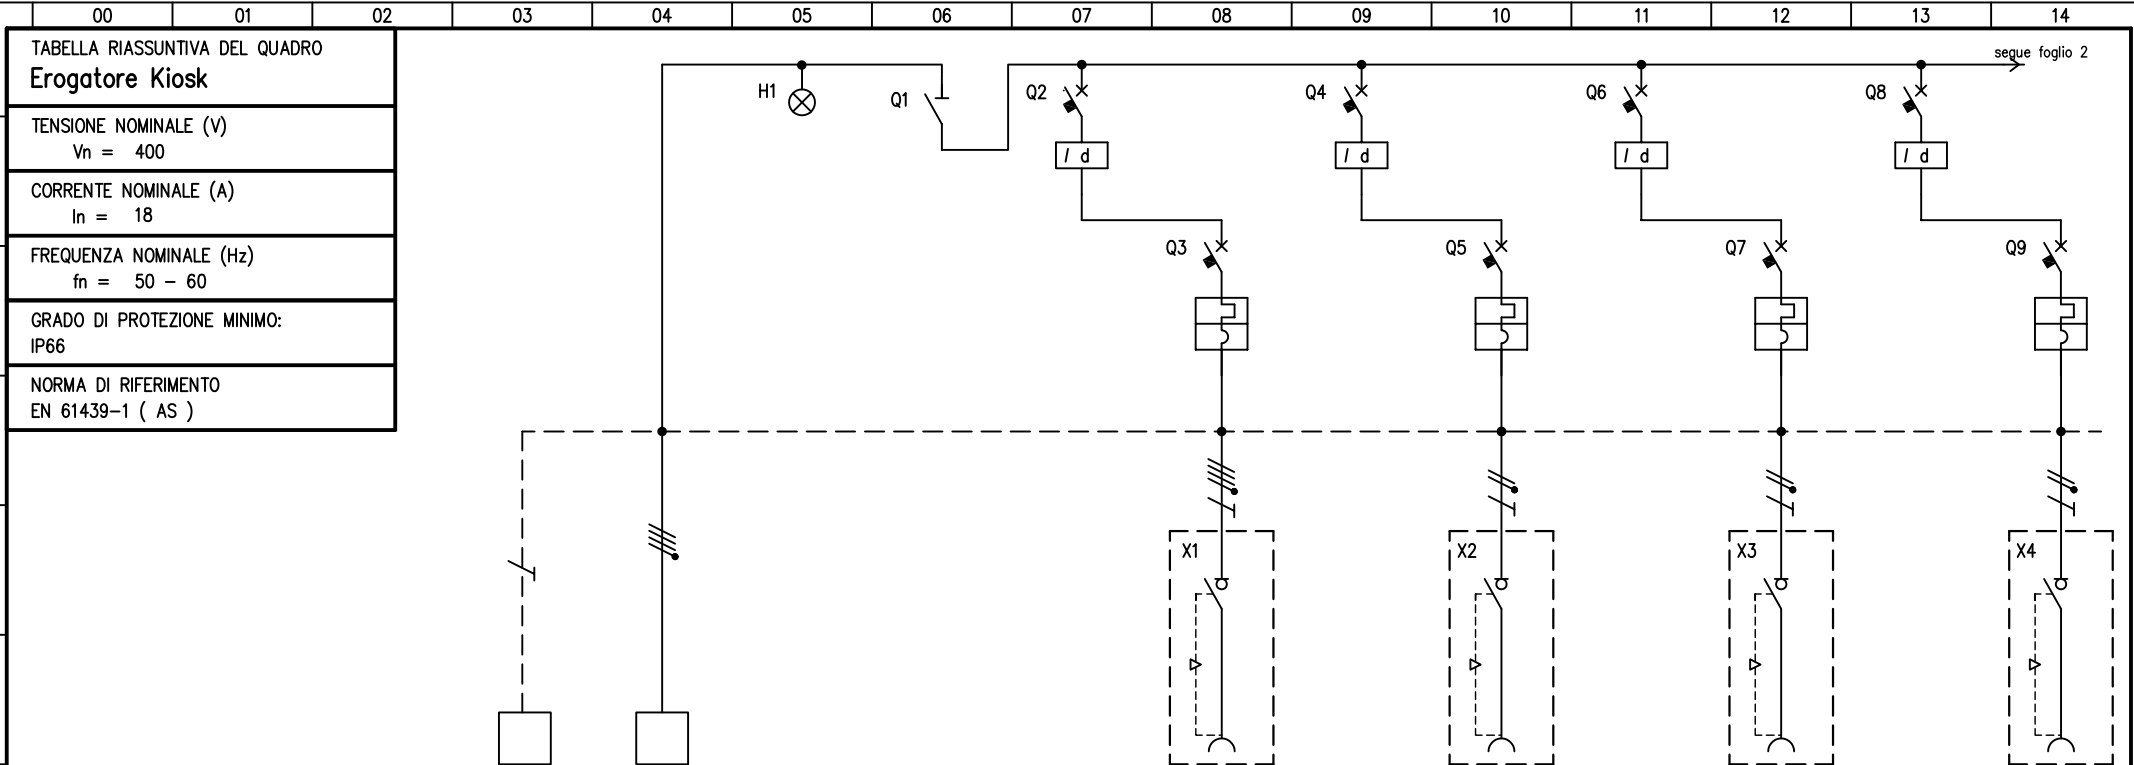 00 01 02 03 04 05 06 07 08 09 10 11 12 13 14
TABELLA RIASSUNTIVA DEL QUADRO
Erogatore Kiosk
TENSIONE NOMINALE (V)
Vn = 400
CORRENTE NOMINALE (A)
In = 18
FREQUENZA NOMINALE (Hz)
fn = 50 - 60
GRADO DI PROTEZIONE MINIMO:
IP66
NORMA DI RIFERIMENTO
EN 61439-1 ( AS )
segue foglio 2
H1 Q1 Q2 Q4 Q6 Q8
I d I d I d I d
Q3 Q5 Q7 Q9
X1 X2 X3 X4